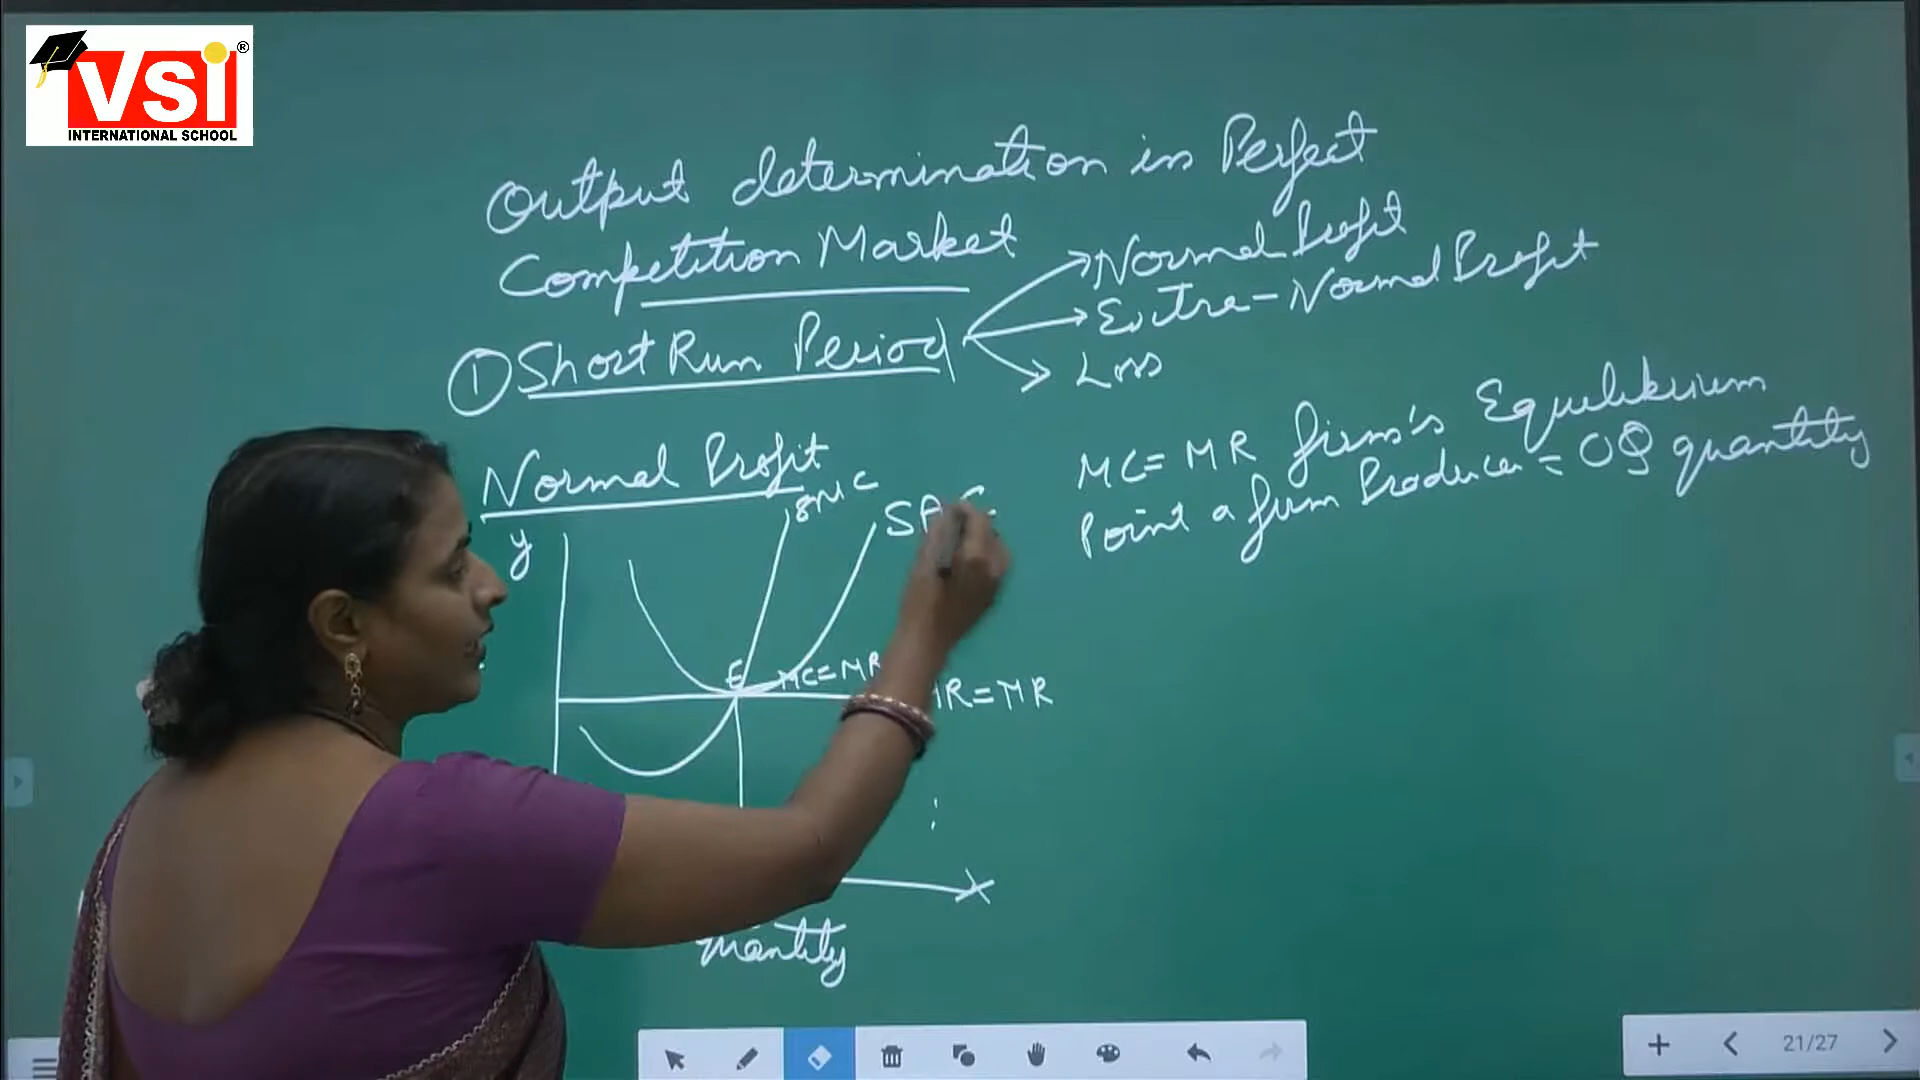 VSI
®
INTERNATIONAL SCHOOL
Output determination in Perfect
Competition Market
① Short Run Period
Normal Profit
Extra-Normal Profit
Loss
Normal Profit
SMC
y
E
MC=MR
=MR
X
quantity
MC=MR firm's Equilibrium
Point a firm Producer = OQ quantity
21/27